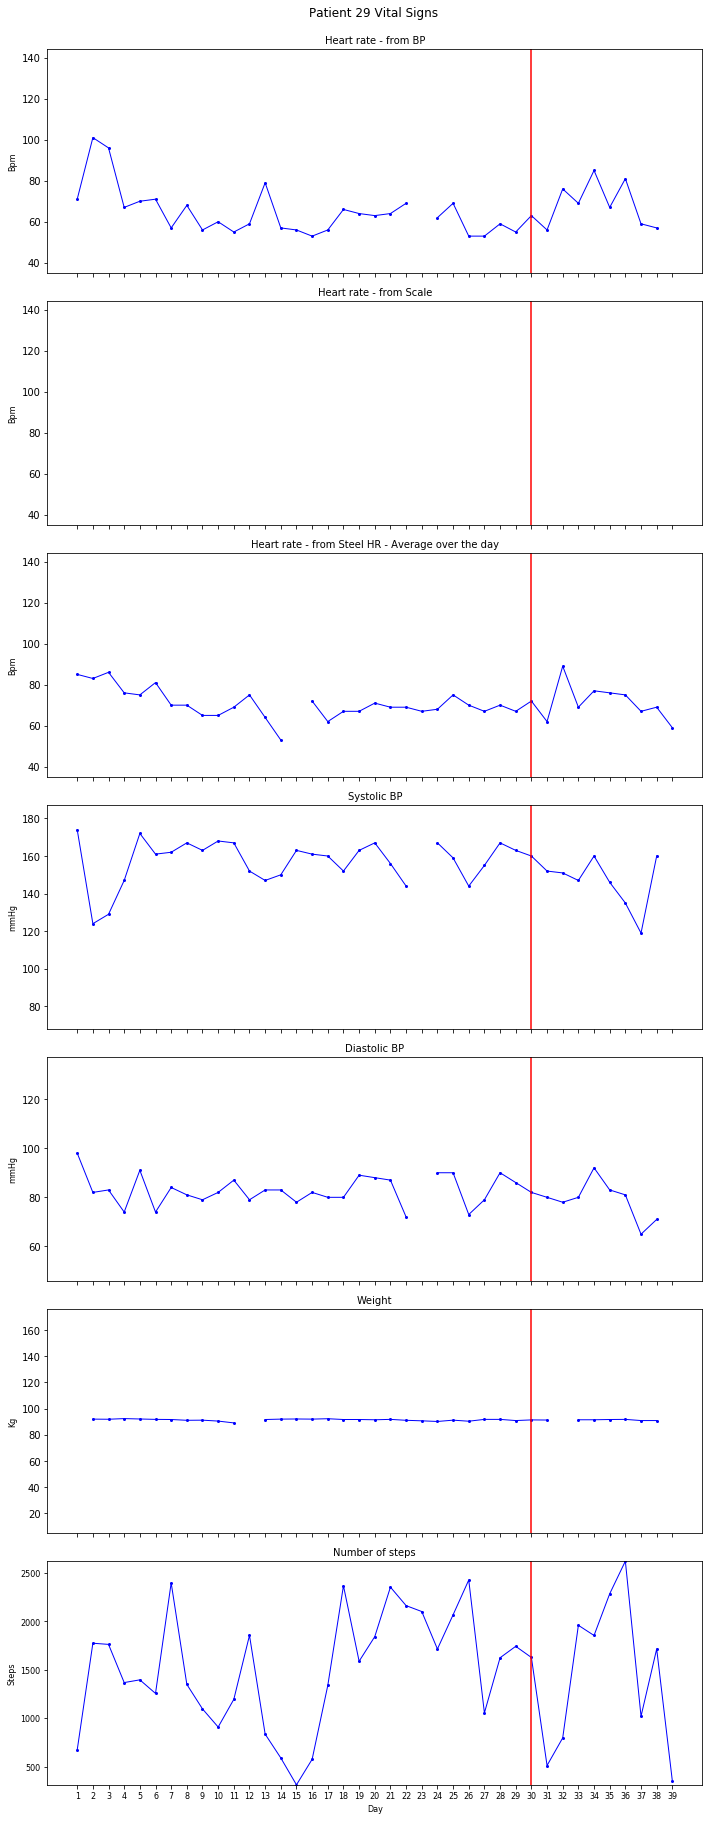 Patient 29 Vital Signs
Heart rate - from BP
140
120
100
80
60
40
Bpm
Heart rate - from Scale
140
120
100
80
60
40
Bpm
Heart rate - from Steel HR - Average over the day
140
120
100
80
60
40
Bpm
Systolic BP
180
160
140
120
100
80
mmHg
Diastolic BP
120
100
80
60
mmHg
Weight
160
140
120
100
80
60
40
20
Kg
Number of steps
2500
2000
1500
1000
500
Steps
1 2 3 4 5 6 7 8 9 10 11 12 13 14 15 16 17 18 19 20 21 22 23 24 25 26 27 28 29 30 31 32 33 34 35 36 37 38 39
Day